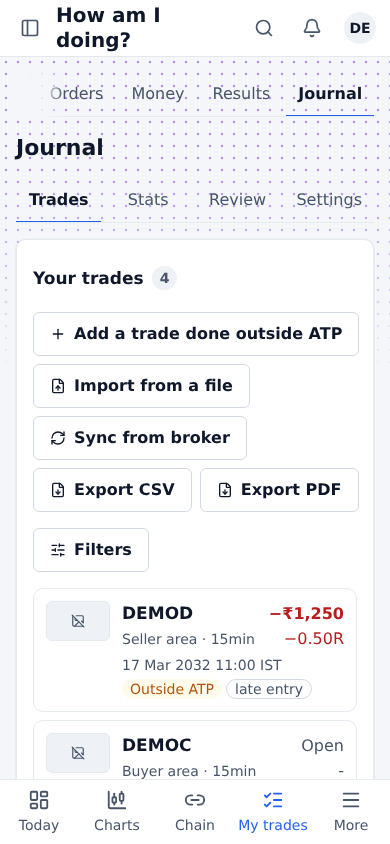 How am I
doing?
DE
Orders Money Results Journal
Journal
Trades Stats Review Settings
Your trades 4
Add a trade done outside ATP
Import from a file
Sync from broker
Export CSV Export PDF
Filters
DEMOD −₹1,250
Seller area · 15min −0.50R
17 Mar 2032 11:00 IST
Outside ATP late entry
DEMOC Open
Buyer area · 15min -
Today Charts Chain My trades More